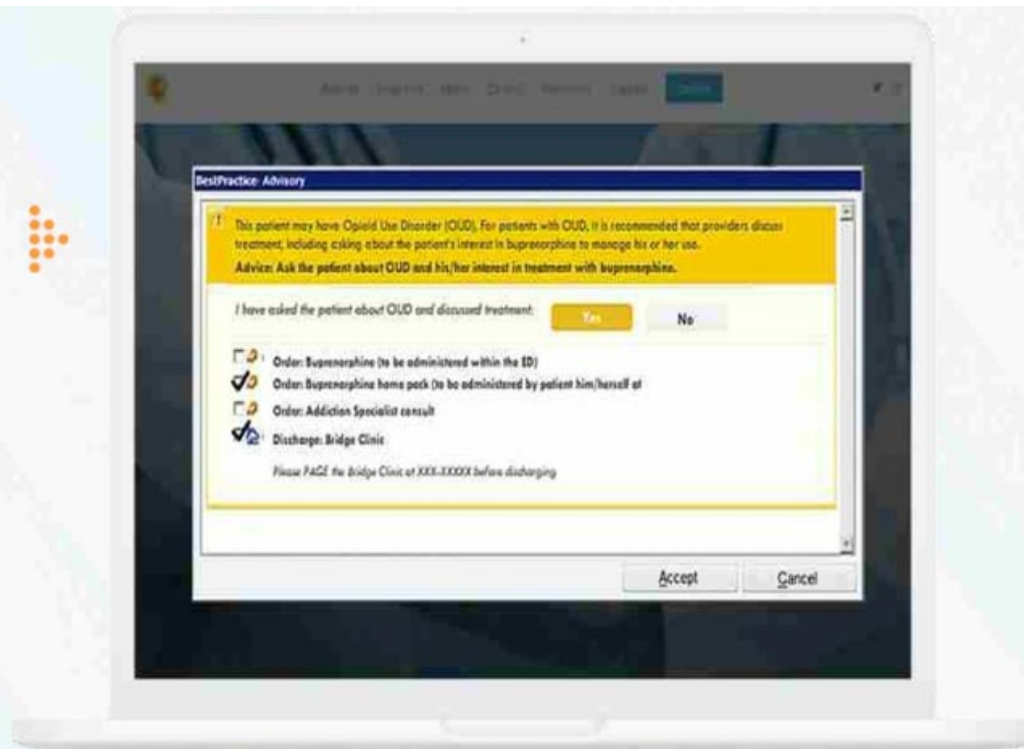 BestPractice Advisory
This patient may have Opioid Use Disorder (OUD). For patients with OUD, it is recommended that providers discuss
treatment, including asking about the patient's interest in buprenorphine to manage his or her use.
Advice: Ask the patient about OUD and his/her interest in treatment with buprenorphine.
I have asked the patient about OUD and discussed treatment: Yes No
Order: Buprenorphine (to be administered within the ED)
Order: Buprenorphine home pack (to be administered by patient him/herself at
Order: Addiction Specialist consult
Discharge: Bridge Clinic
Please PAGE the Bridge Clinic at XXX-XXXXX before discharging
Accept Cancel